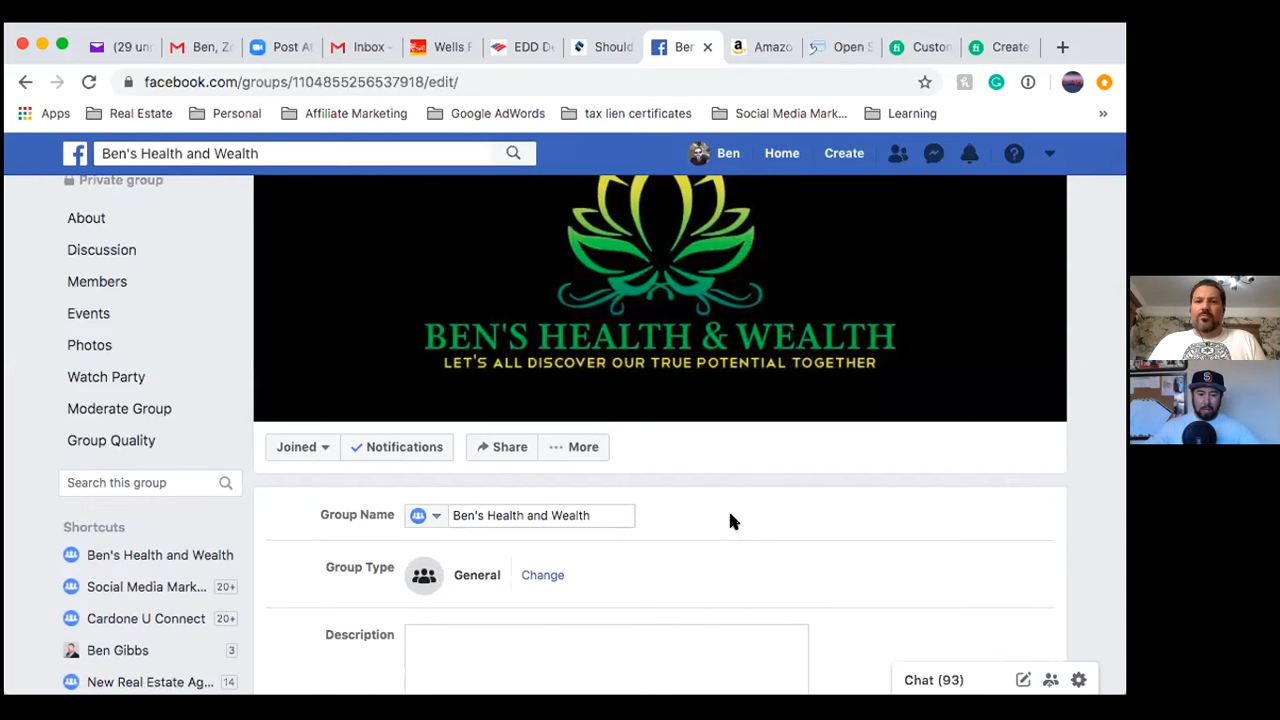 (29 un
Ben, Ze
Post A
Inbox
Wells F
EDD D
Should
Ber
Amazo
Open S
Custon
Create
facebook.com/groups/1104855256537918/edit/
Apps
Real Estate
Personal
Affiliate Marketing
Google AdWords
tax lien certificates
Social Media Mark...
Learning
Ben's Health and Wealth
Ben
Home
Create
Private group
About
Discussion
Members
Events
Photos
Watch Party
Moderate Group
Group Quality
Search this group
Shortcuts
Ben's Health and Wealth
Social Media Mark... 20+
Cardone U Connect 20+
Ben Gibbs 3
New Real Estate Ag... 14
BEN'S HEALTH & WEALTH
LET'S ALL DISCOVER OUR TRUE POTENTIAL TOGETHER
Joined
Notifications
Share
More
Group Name Ben's Health and Wealth
Group Type General Change
Description
Chat (93)